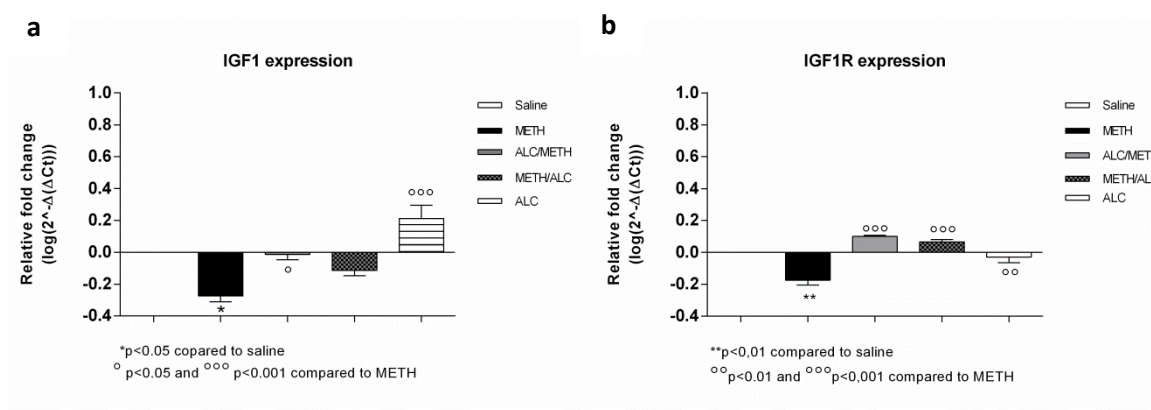 a
IGF1 expression
Relative fold change
(log(2^-Δ(ΔCt)))
1.0
0.8
0.6
0.4
0.2
0.0
-0.2
-0.4
°°°
°
*
Saline
METH
ALC/METH
METH/ALC
ALC
*p<0.05 copared to saline
° p<0.05 and °°° p<0.001 compared to METH
b
IGF1R expression
Relative fold change
(log(2^-Δ(ΔCt)))
1.0
0.8
0.6
0.4
0.2
0.0
-0.2
-0.4
°°°
°°°
°°
**
Saline
METH
ALC/MET
METH/AL
ALC
**p<0,01 compared to saline
°°p<0.01 and °°°p<0,001 compared to METH